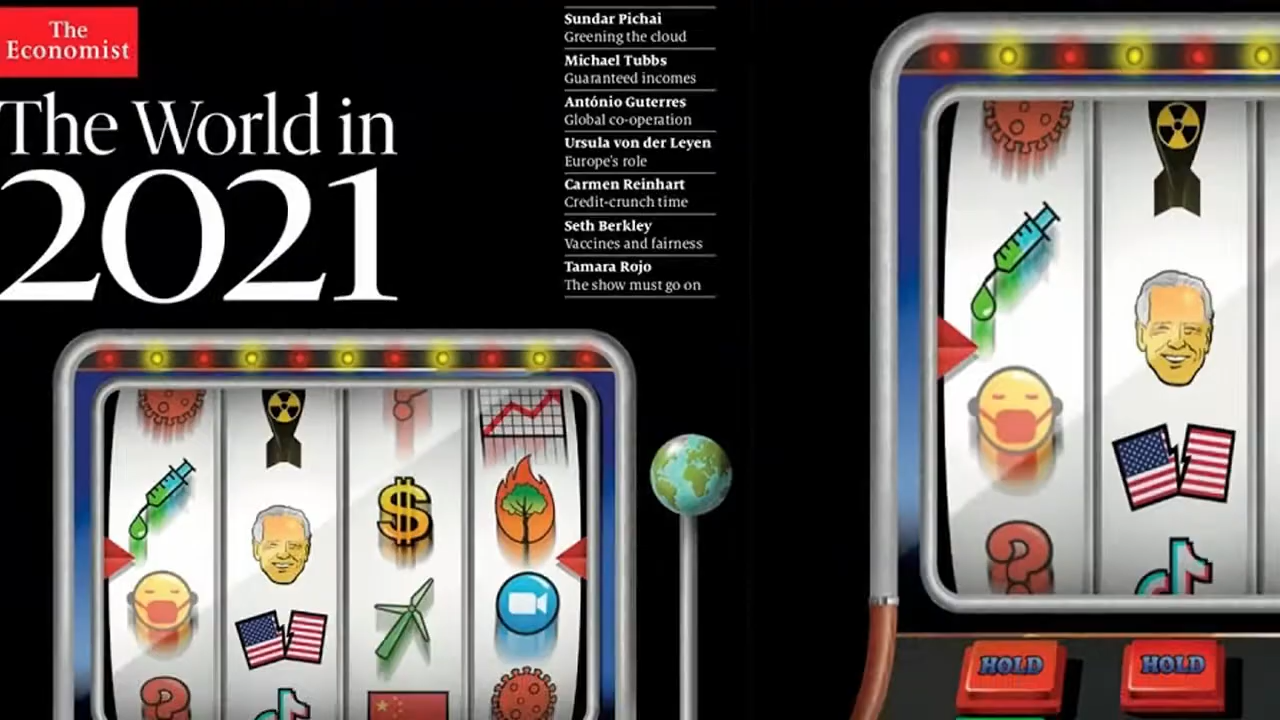 The
Economist
The World in
2021
Sundar Pichai
Greening the cloud
Michael Tubbs
Guaranteed incomes
António Guterres
Global co-operation
Ursula von der Leyen
Europe's role
Carmen Reinhart
Credit-crunch time
Seth Berkley
Vaccines and fairness
Tamara Rojo
The show must go on
HOLD
HOLD